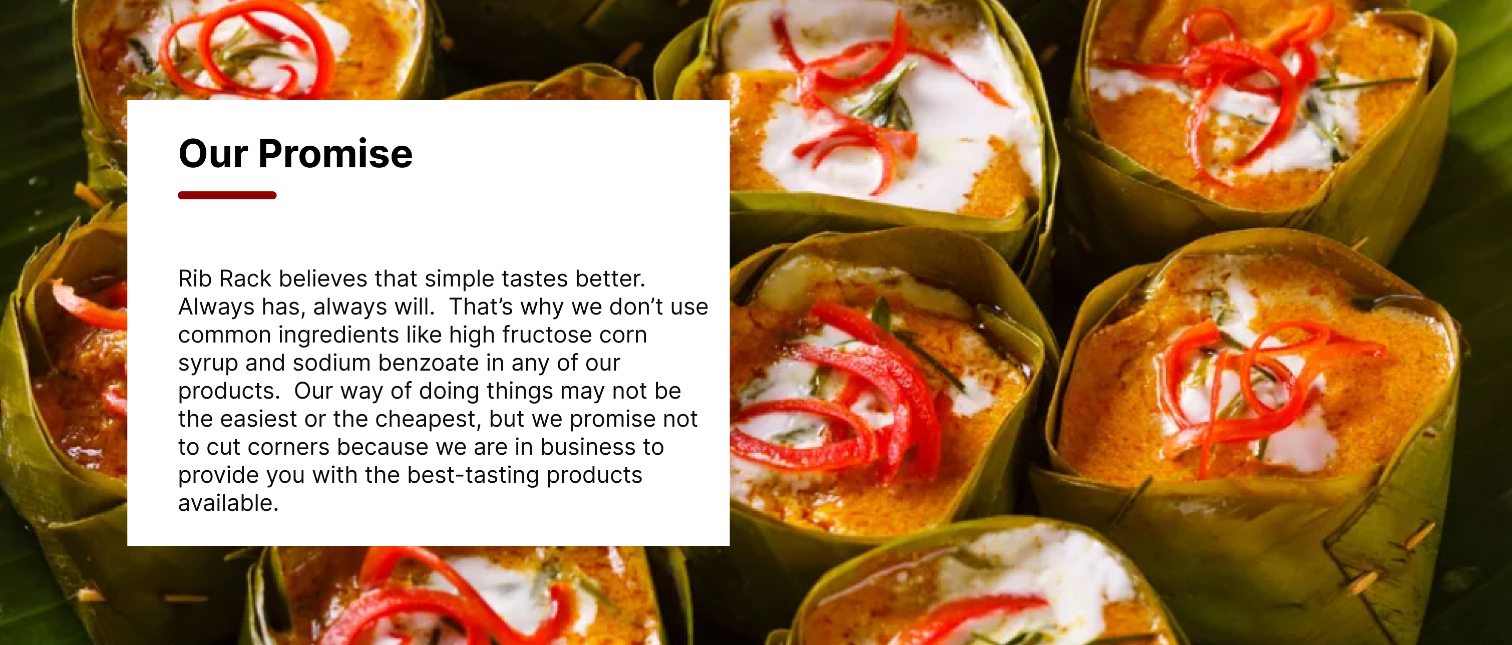 Our Promise
Rib Rack believes that simple tastes better.
Always has, always will.  That’s why we don’t use
common ingredients like high fructose corn
syrup and sodium benzoate in any of our
products.  Our way of doing things may not be
the easiest or the cheapest, but we promise not
to cut corners because we are in business to
provide you with the best-tasting products
available.